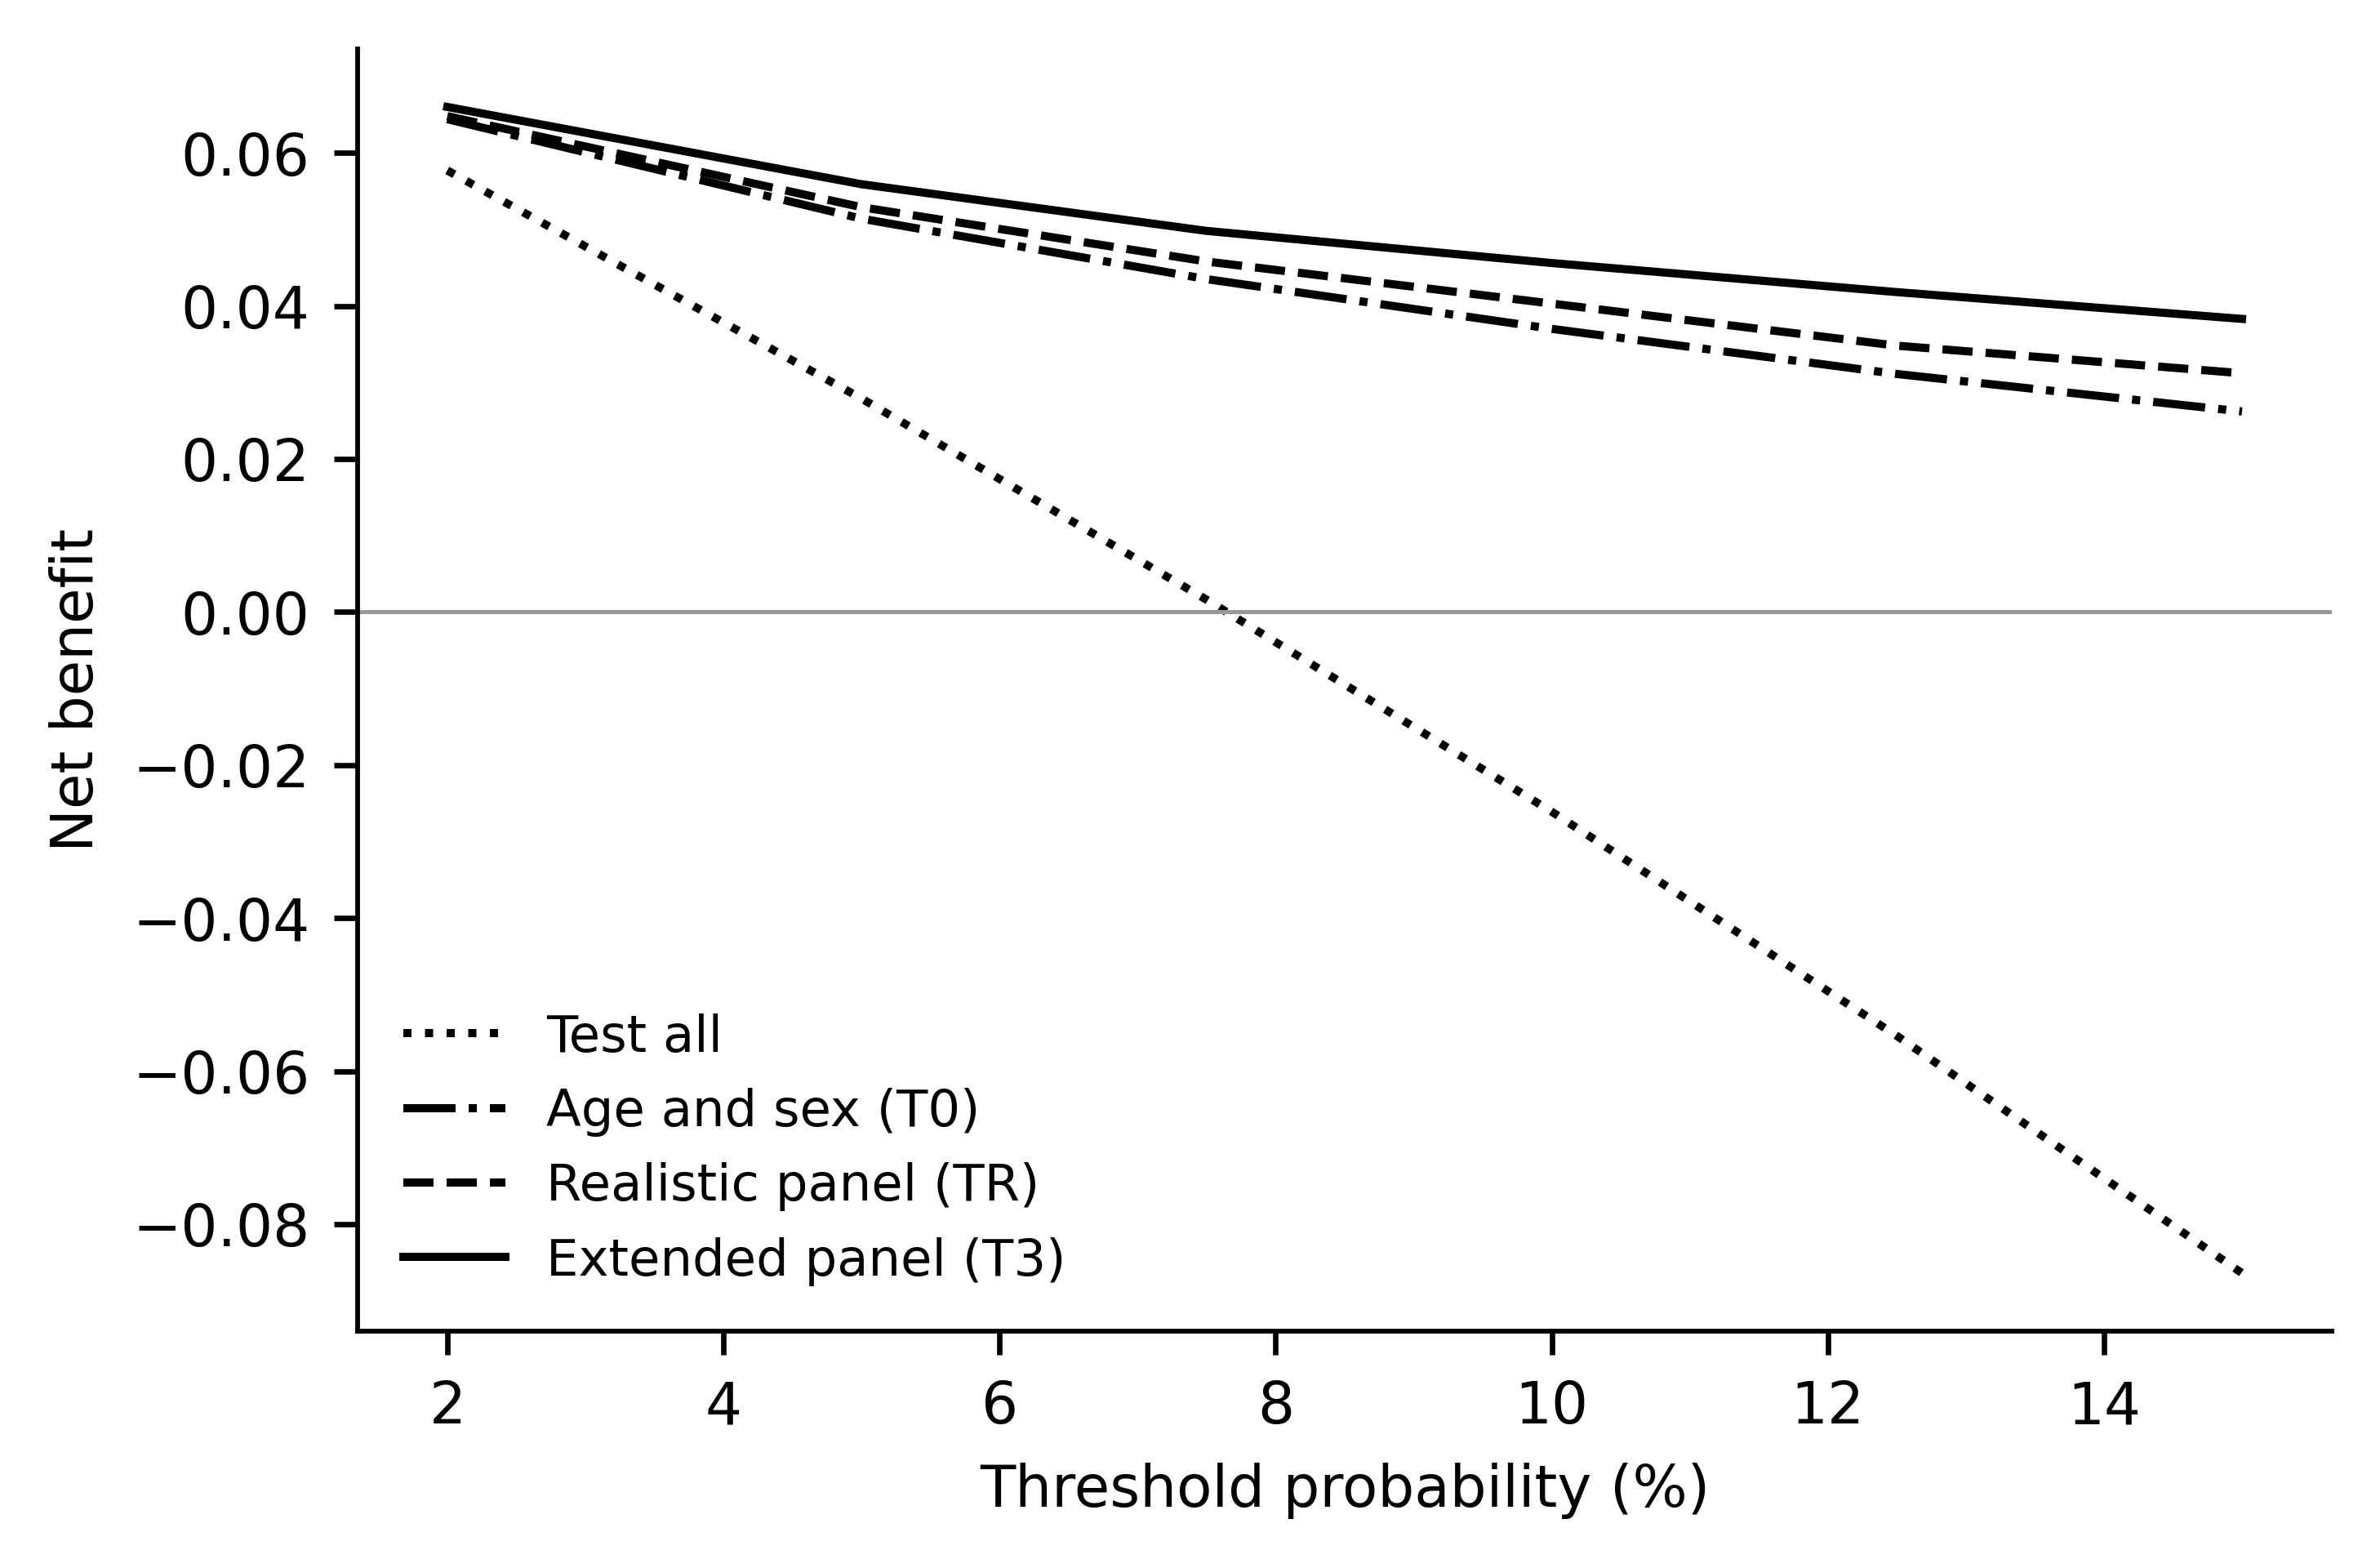 0.06
0.04
0.02
0.00
−0.02
−0.04
−0.06
−0.08
Net benefit
Test all
Age and sex (T0)
Realistic panel (TR)
Extended panel (T3)
2 4 6 8 10 12 14
Threshold probability (%)